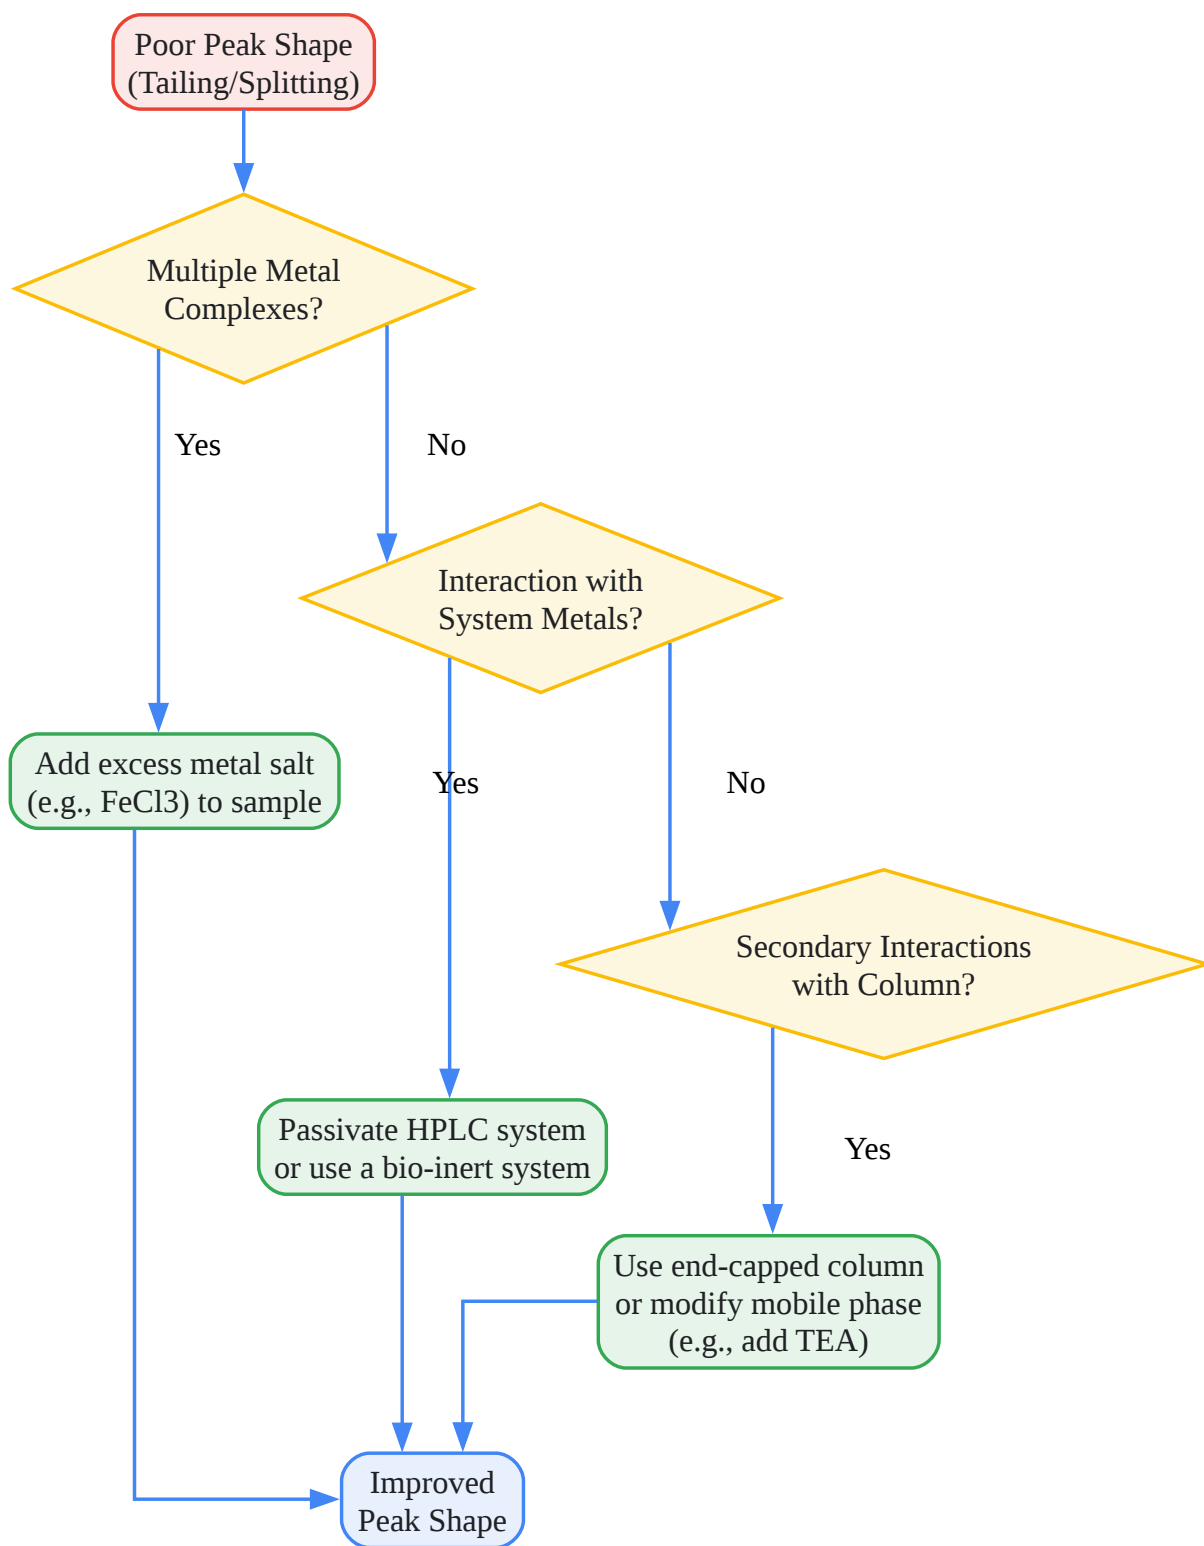 Poor Peak Shape
(Tailing/Splitting)
Multiple Metal
Complexes?
Yes
No
Interaction with
System Metals?
Add excess metal salt
(e.g., FeCl3) to sample
Yes
No
Secondary Interactions
with Column?
Passivate HPLC system
or use a bio-inert system
Yes
Use end-capped column
or modify mobile phase
(e.g., add TEA)
Improved
Peak Shape